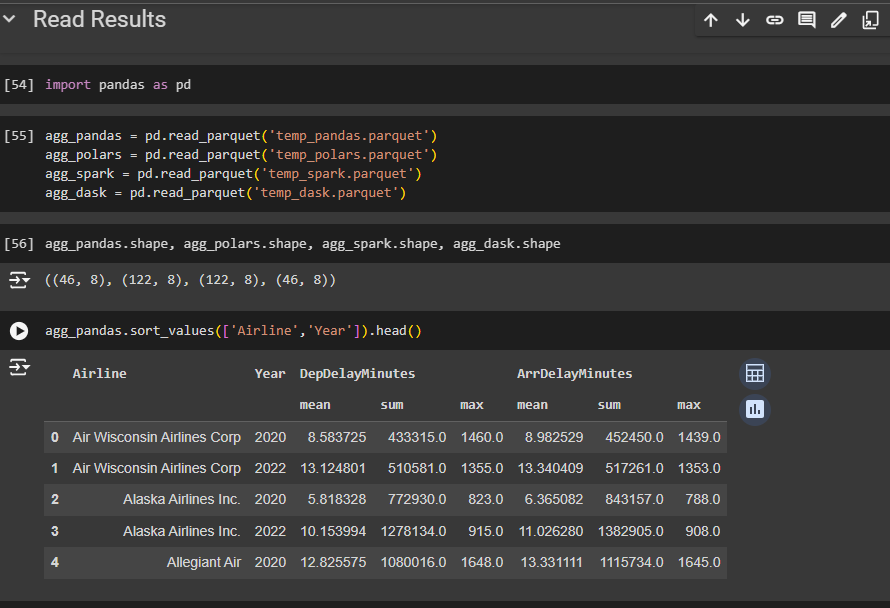 Read Results
[54] import pandas as pd
[55] agg_pandas = pd.read_parquet('temp_pandas.parquet')
agg_polars = pd.read_parquet('temp_polars.parquet')
agg_spark = pd.read_parquet('temp_spark.parquet')
agg_dask = pd.read_parquet('temp_dask.parquet')
[56] agg_pandas.shape, agg_polars.shape, agg_spark.shape, agg_dask.shape
((46, 8), (122, 8), (122, 8), (46, 8))
agg_pandas.sort_values(['Airline','Year']).head()
Airline Year DepDelayMinutes ArrDelayMinutes
mean sum max mean sum max
0 Air Wisconsin Airlines Corp 2020 8.583725 433315.0 1460.0 8.982529 452450.0 1439.0
1 Air Wisconsin Airlines Corp 2022 13.124801 510581.0 1355.0 13.340409 517261.0 1353.0
2 Alaska Airlines Inc. 2020 5.818328 772930.0 823.0 6.365082 843157.0 788.0
3 Alaska Airlines Inc. 2022 10.153994 1278134.0 915.0 11.026280 1382905.0 908.0
4 Allegiant Air 2020 12.825575 1080016.0 1648.0 13.331111 1115734.0 1645.0